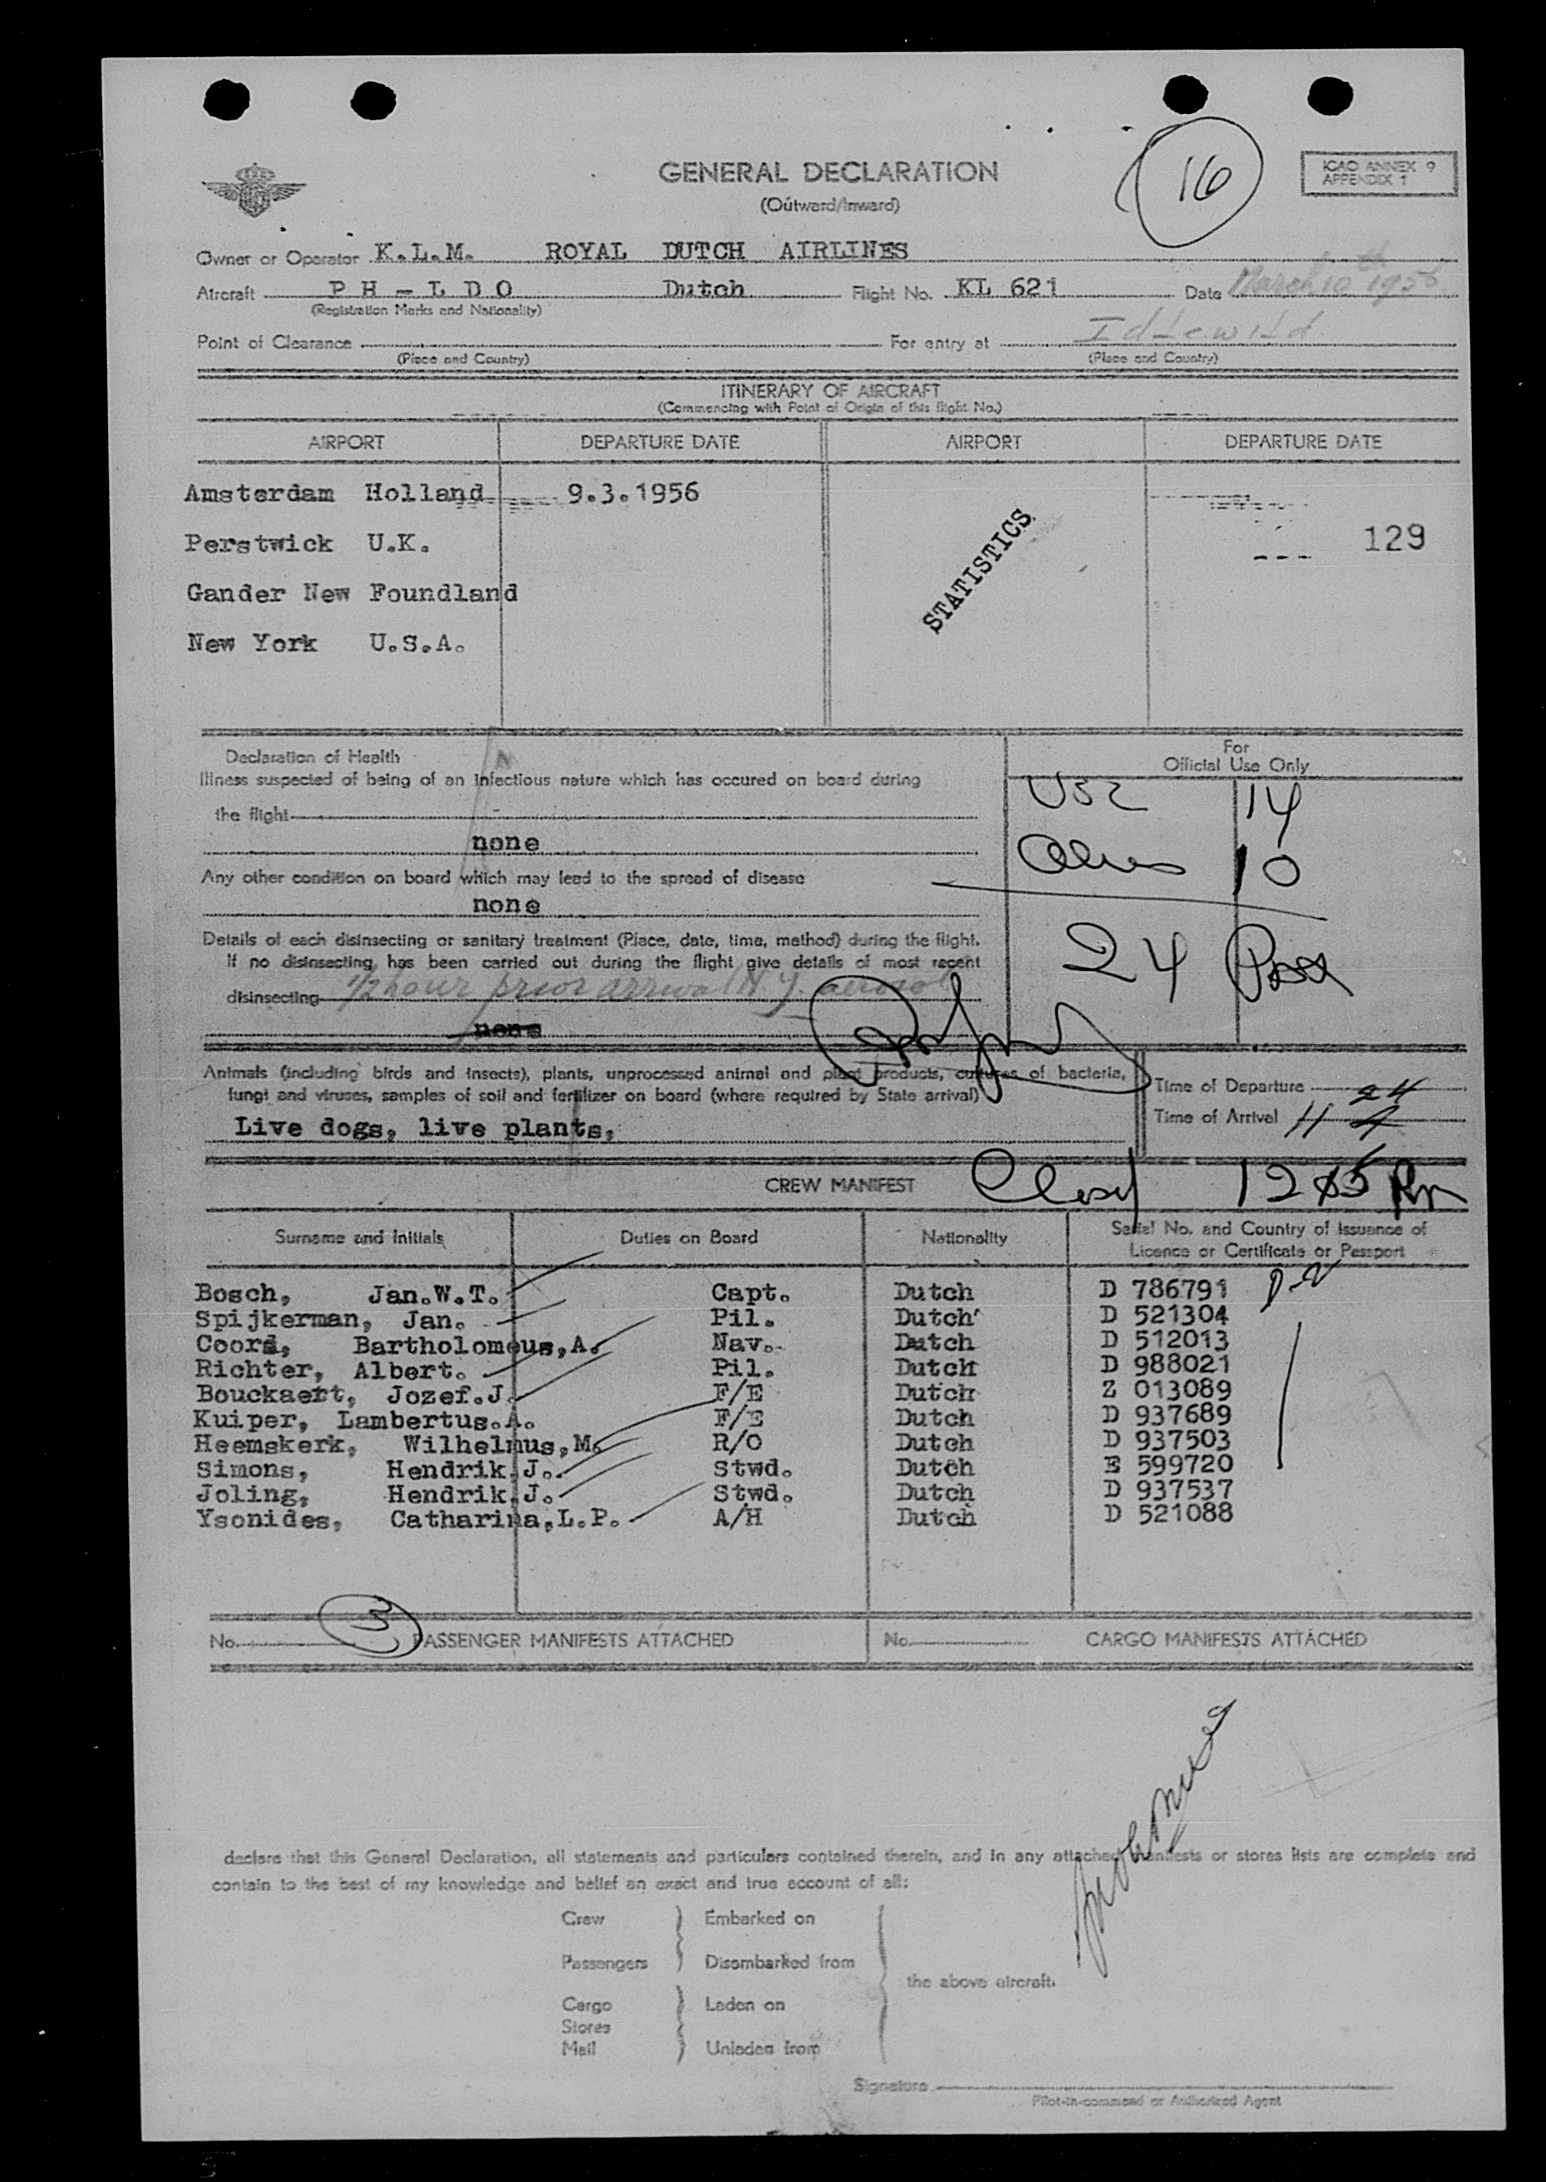 16
ICAO ANNEX 9
APPENDIX 1
GENERAL DECLARATION
(Outward/Inward)
Owner or Operator K.L.M. ROYAL DUTCH AIRLINES
Aircraft P H - L D O Dutch Flight No. KL 621 Date March 10th 1956
(Registration Marks and Nationality)
Point of Clearance For entry at Idlewild
(Place and Country) (Place and Country)
ITINERARY OF AIRCRAFT
(Commencing with Point of Origin of this flight No.)
AIRPORT DEPARTURE DATE AIRPORT DEPARTURE DATE
Amsterdam Holland 9.3.1956
Perstwick U.K. 129
Gander New Foundland
New York U.S.A.
STATISTICS
Declaration of Health
For
Official Use Only
Illness suspected of being of an infectious nature which has occured on board during
the flight
none
USC 14
Any other condition on board which may lead to the spread of disease
none
Aliens 10
Details of each disinsecting or sanitary treatment (Place, date, time, method) during the flight.
If no disinsecting has been carried out during the flight give details of most recent
disinsecting 1/2 hour prior arrival N.Y. aerosol
none
24 Pass
Animals (including birds and insects), plants, unprocessed animal and plant products, cultures of bacteria,
fungi and viruses, samples of soil and fertilizer on board (where required by State arrival)
Live dogs, live plants,
Time of Departure
Time of Arrival
CREW MANIFEST
Surname and Initials Duties on Board Nationality Serial No. and Country of Issuance of
Licence or Certificate or Passport
Bosch, Jan.W.T. Capt. Dutch D 786791
Spijkerman, Jan. Pil. Dutch D 521304
Coord, Bartholomeus,A. Nav. Dutch D 512013
Richter, Albert. Pil. Dutch D 988021
Bouckaert, Jozef.J. F/E Dutch Z 013089
Kuiper, Lambertus.A. F/E Dutch D 937689
Heemskerk, Wilhelmus,M. R/O Dutch D 937503
Simons, Hendrik.J. Stwd. Dutch E 599720
Joling, Hendrik.J. Stwd. Dutch D 937537
Ysonides, Catharina,L.P. A/H Dutch D 521088
No. 3 PASSENGER MANIFESTS ATTACHED No. CARGO MANIFESTS ATTACHED
declare that this General Declaration, all statements and particulars contained therein, and in any attached manifests or stores lists are complete and
contain to the best of my knowledge and belief an exact and true account of all:
Crew Embarked on
Passengers Disembarked from
the above aircraft.
Cargo Laden on
Stores
Mail Unladen from
Signature
Pilot-in-command or Authorized Agent